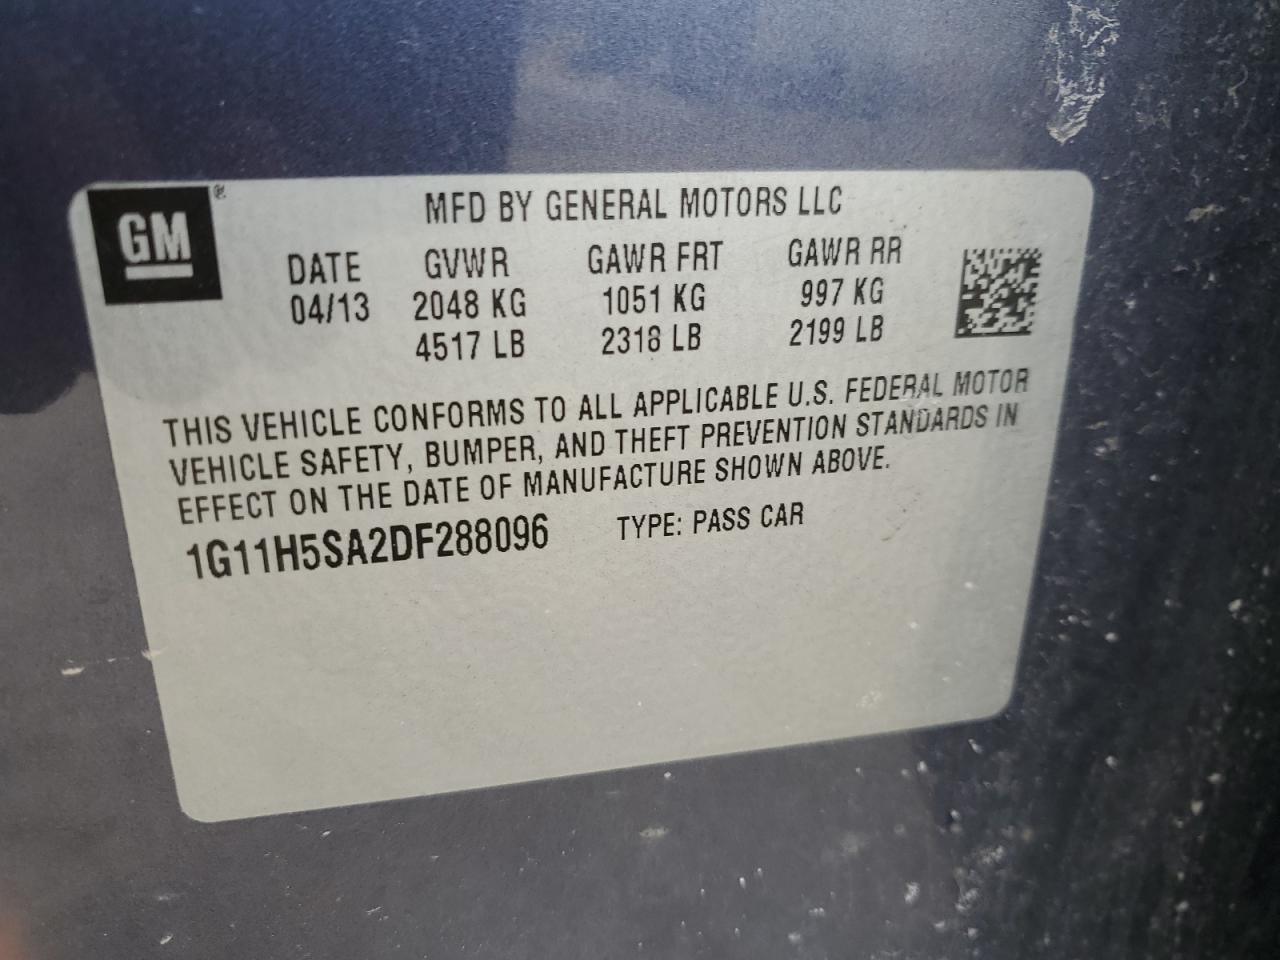 GM®
MFD BY GENERAL MOTORS LLC
DATE GVWR GAWR FRT GAWR RR
04/13 2048 KG 1051 KG 997 KG
4517 LB 2318 LB 2199 LB
THIS VEHICLE CONFORMS TO ALL APPLICABLE U.S. FEDERAL MOTOR
VEHICLE SAFETY, BUMPER, AND THEFT PREVENTION STANDARDS IN
EFFECT ON THE DATE OF MANUFACTURE SHOWN ABOVE.
1G11H5SA2DF288096 TYPE: PASS CAR